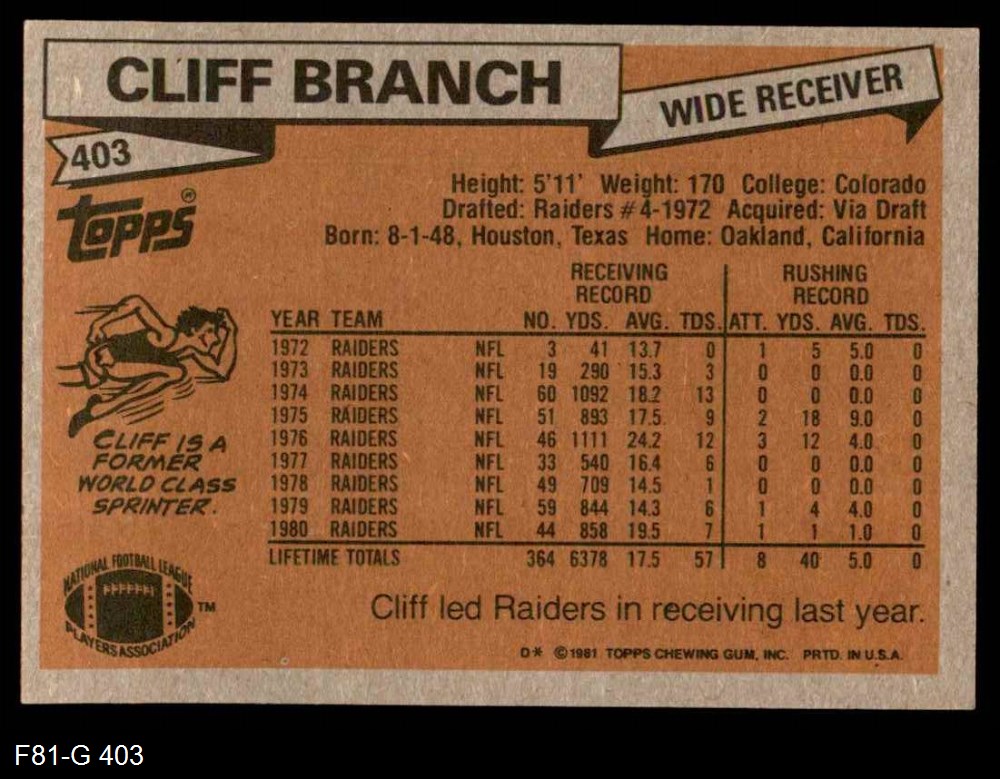 CLIFF BRANCH
WIDE RECEIVER
403
TOPPS®
Height: 5'11' Weight: 170 College: Colorado
Drafted: Raiders #4-1972 Acquired: Via Draft
Born: 8-1-48, Houston, Texas Home: Oakland, California
RECEIVING RECORD RUSHING RECORD
YEAR TEAM NO. YDS. AVG. TDS. ATT. YDS. AVG. TDS.
1972 RAIDERS NFL 3 41 13.7 0 1 5 5.0 0
1973 RAIDERS NFL 19 290 15.3 3 0 0 0.0 0
1974 RAIDERS NFL 60 1092 18.2 13 0 0 0.0 0
1975 RAIDERS NFL 51 893 17.5 9 2 18 9.0 0
1976 RAIDERS NFL 46 1111 24.2 12 3 12 4.0 0
1977 RAIDERS NFL 33 540 16.4 6 0 0 0.0 0
1978 RAIDERS NFL 49 709 14.5 1 0 0 0.0 0
1979 RAIDERS NFL 59 844 14.3 6 1 4 4.0 0
1980 RAIDERS NFL 44 858 19.5 7 1 1 1.0 0
LIFETIME TOTALS 364 6378 17.5 57 8 40 5.0 0
CLIFF IS A
FORMER
WORLD CLASS
SPRINTER.
NATIONAL FOOTBALL LEAGUE
PLAYERS ASSOCIATION
TM
Cliff led Raiders in receiving last year.
D* ©1981 TOPPS CHEWING GUM, INC. PRTD. IN U.S.A.
F81-G 403